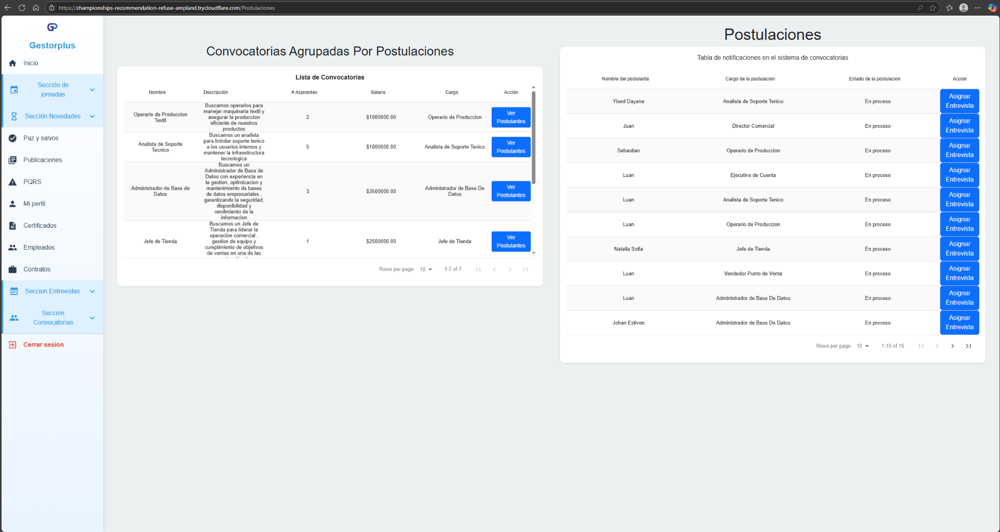 https://championships-recommendation-refuse-ampland.trycloudflare.com/Postulaciones
GP
Gestorplus
Inicio
Sección de
jornadas
Sección Novedades
Paz y salvos
Publicaciones
PQRS
Mi perfil
Certificados
Empleados
Contratos
Seccion Entrevistas
Seccion
Convocatorias
Cerrar sesión
Convocatorias Agrupadas Por Postulaciones
Lista de Convocatorias
Nombre Descripción # Aspirantes Salario Cargo Acción
Operario de Produccion
Textil
Buscamos operarios para
manejar maquinaria textil y
asegurar la produccion
eficiente de nuestros
productos
2
$1800000.00
Operario de Produccion
Ver
Postulantes
Analista de Soporte
Tecnico
Buscamos un analista
para brindar soporte tenico
a los usuarios internos y
mantener la infraestructura
tecnologica
5
$1800000.00
Analista de Soporte Tenico
Ver
Postulantes
Administrador de Base de
Datos
Buscamos un
Administrador de Base de
Datos con experiencia en
la gestion, optimizacion y
mantenimiento de bases
de datos empresariales ,
garantizando la seguridad,
disponibilidad y
rendimiento de la
informacion
3
$3500000.00
Administrador de Base De
Datos
Ver
Postulantes
Jefe de Tienda
Buscamos un Jefe de
Tienda para liderar la
operacion comercial ,
gestion de equipo y
cumplimiento de objetivos
de ventas en una de las
1
$2500000.00
Jefe de Tienda
Ver
Postulantes
Rows per page: 10 1-7 of 7
Postulaciones
Tabla de notificaciones en el sistema de convocatorias
Nombre del postulante Cargo de la postulacion Estado de la postulacion Accion
Yised Dayana Analista de Soporte Tenico En proceso
Asignar
Entrevista
Juan Director Comercial En proceso
Asignar
Entrevista
Sebastian Operario de Produccion En proceso
Asignar
Entrevista
Luan Ejecutivo de Cuenta En proceso
Asignar
Entrevista
Luan Analista de Soporte Tenico En proceso
Asignar
Entrevista
Luan Operario de Produccion En proceso
Asignar
Entrevista
Natalia Sofia Jefe de Tienda En proceso
Asignar
Entrevista
Luan Vendedor Punto de Venta En proceso
Asignar
Entrevista
Luan Administrador de Base De Datos En proceso
Asignar
Entrevista
Johan Estiven Administrador de Base De Datos En proceso
Asignar
Entrevista
Rows per page: 10 1-10 of 15